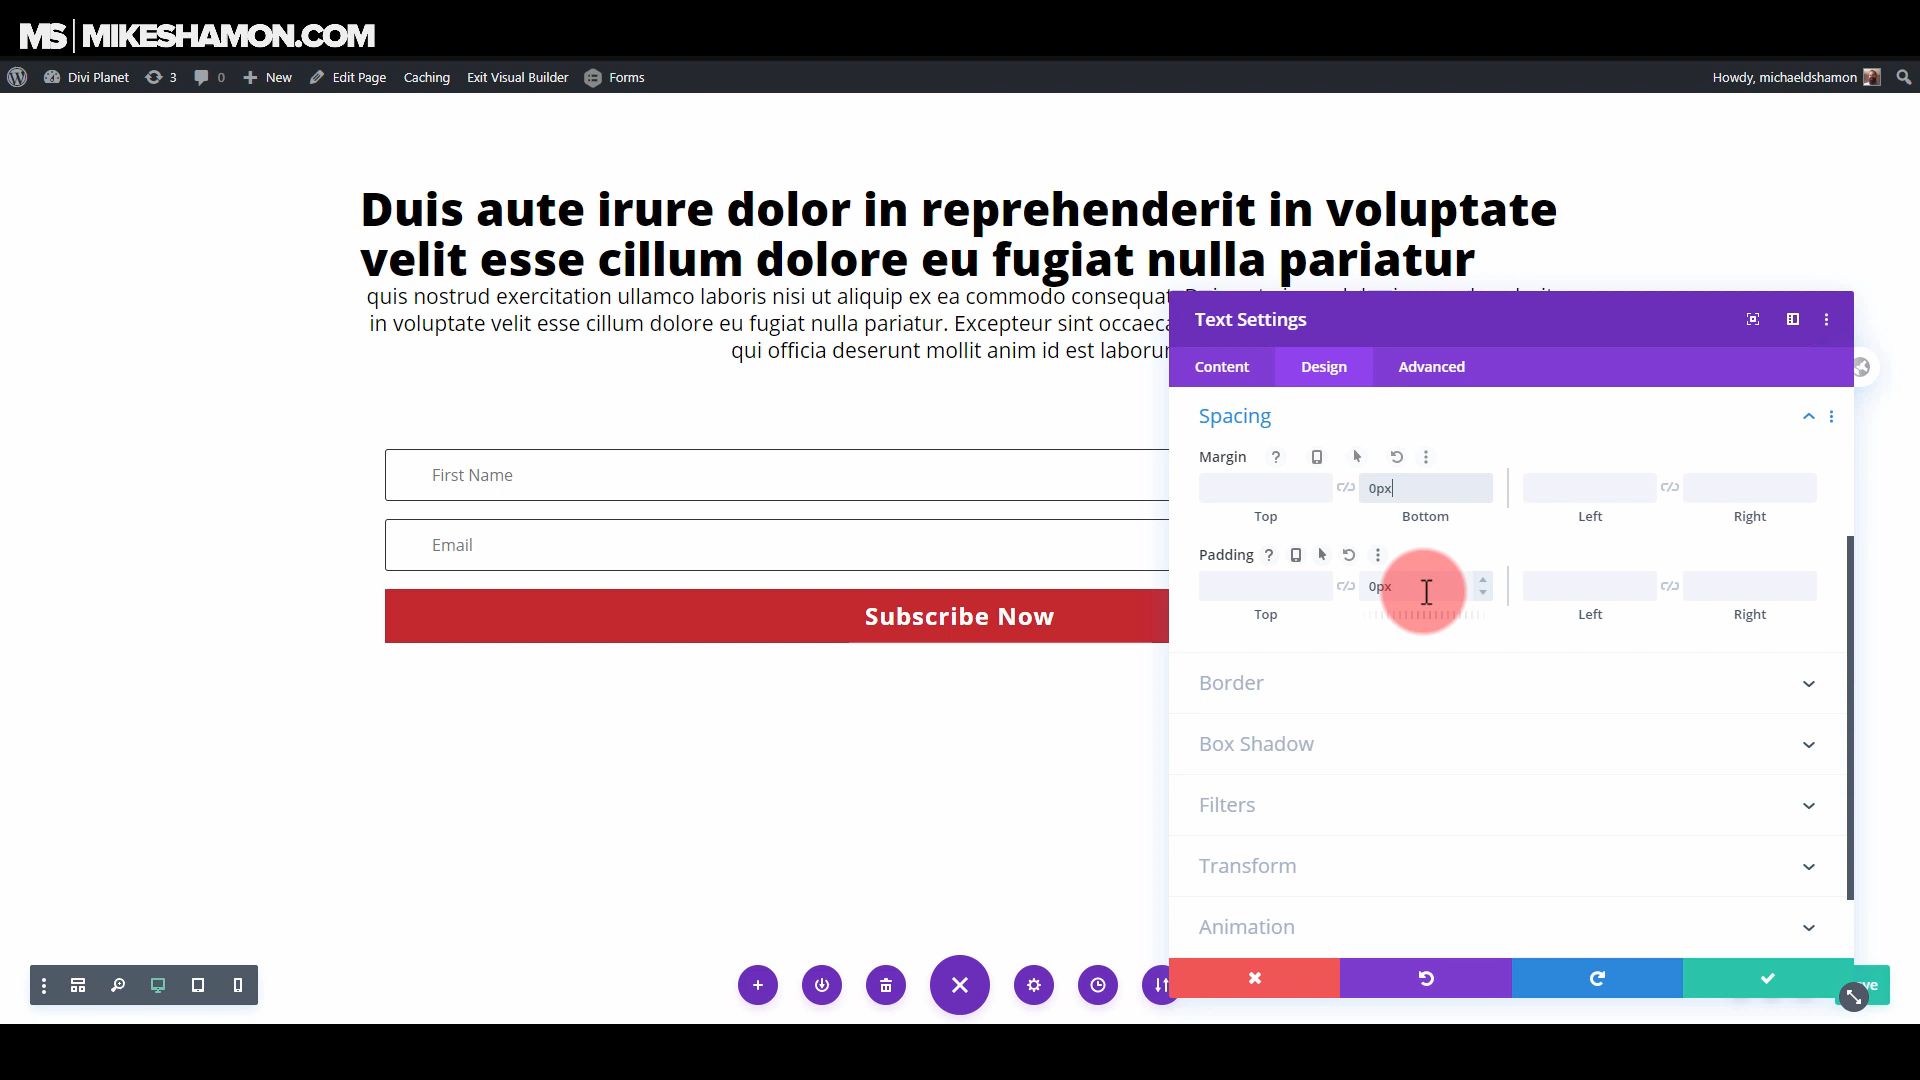 MS | MIKESHAMON.COM
Divi Planet 3 0 New Edit Page Caching Exit Visual Builder Forms Howdy, michaeldshamon
Duis aute irure dolor in reprehenderit in voluptate
velit esse cillum dolore eu fugiat nulla pariatur
quis nostrud exercitation ullamco laboris nisi ut aliquip ex ea commodo consequat
in voluptate velit esse cillum dolore eu fugiat nulla pariatur. Excepteur sint occaeca
qui officia deserunt mollit anim id est laborum
First Name
Email
Subscribe Now
Text Settings
Content Design Advanced
Spacing
Margin ?
0px
Top Bottom Left Right
Padding ?
0px
Top Left Right
Border
Box Shadow
Filters
Transform
Animation
ve